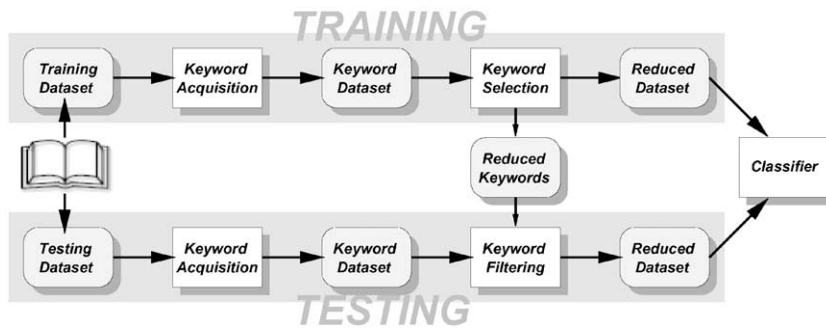 TRAINING
Training
Dataset
Keyword
Acquisition
Keyword
Dataset
Keyword
Selection
Reduced
Dataset
Reduced
Keywords
Classifier
Testing
Dataset
Keyword
Acquisition
Keyword
Dataset
Keyword
Filtering
Reduced
Dataset
TESTING